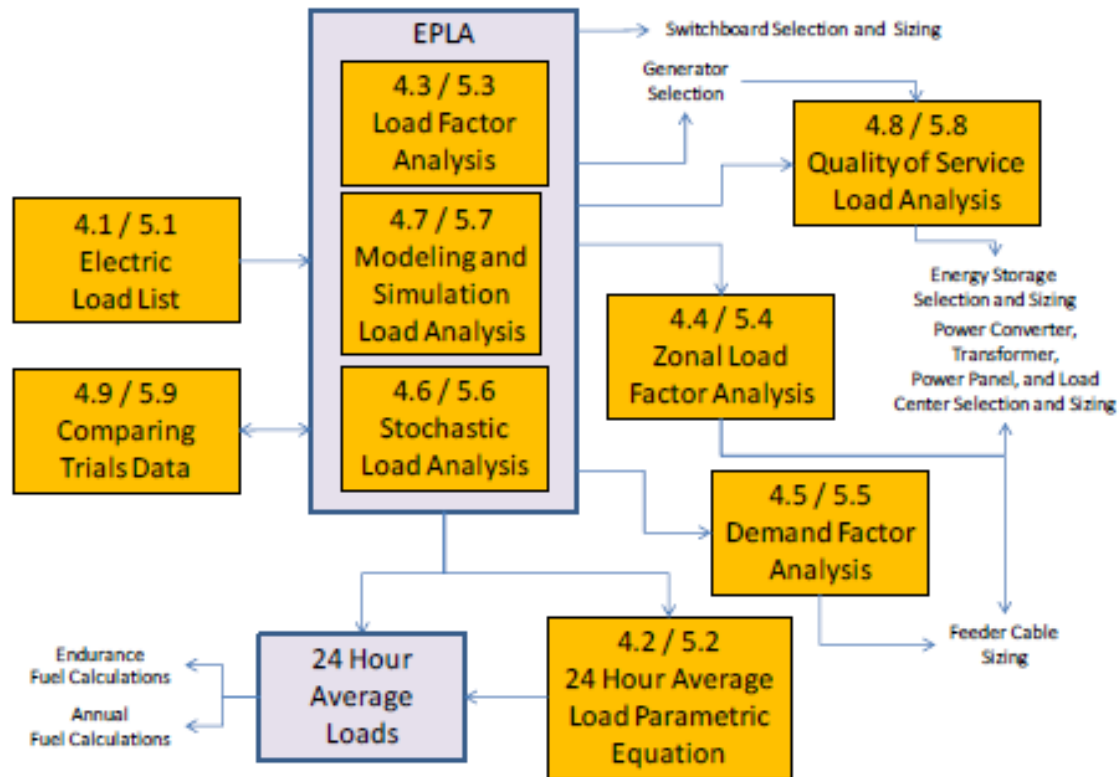 EPLA
4.3 / 5.3
Load Factor
Analysis
4.7 / 5.7
Modeling and
Simulation
Load Analysis
4.6 / 5.6
Stochastic
Load Analysis
4.1 / 5.1
Electric
Load List
4.9 / 5.9
Comparing
Trials Data
Switchboard Selection and Sizing
Generator
Selection
4.8 / 5.8
Quality of Service
Load Analysis
Energy Storage
Selection and Sizing
Power Converter,
Transformer,
Power Panel, and Load
Center Selection and Sizing
4.4 / 5.4
Zonal Load
Factor Analysis
4.5 / 5.5
Demand Factor
Analysis
Feeder Cable
Sizing
4.2 / 5.2
24 Hour Average
Load Parametric
Equation
24 Hour
Average
Loads
Endurance
Fuel Calculations
Annual
Fuel Calculations